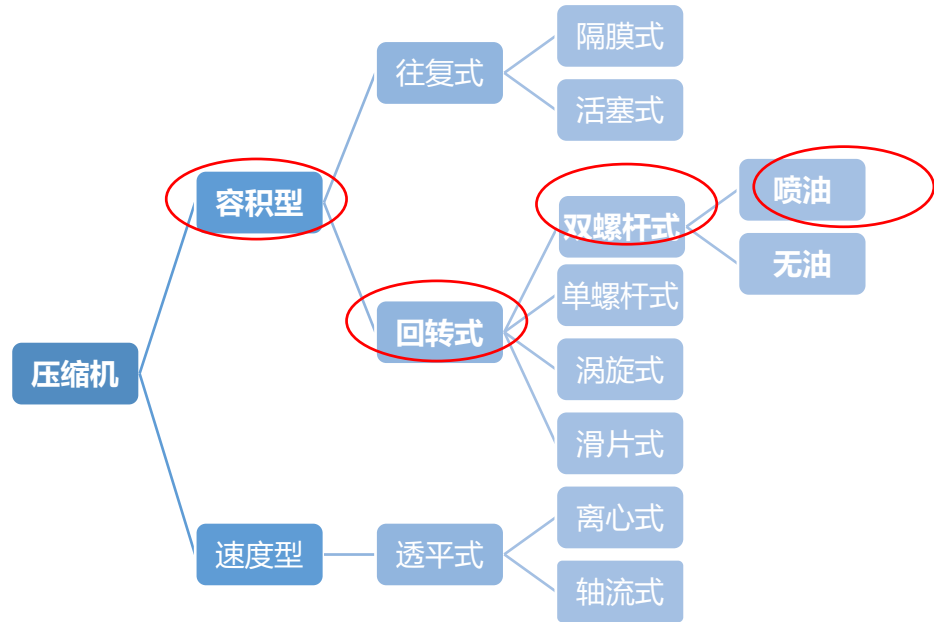 隔膜式
往复式
活塞式
容积型
双螺杆式
喷油
无油
单螺杆式
回转式
涡旋式
压缩机
滑片式
离心式
速度型
透平式
轴流式